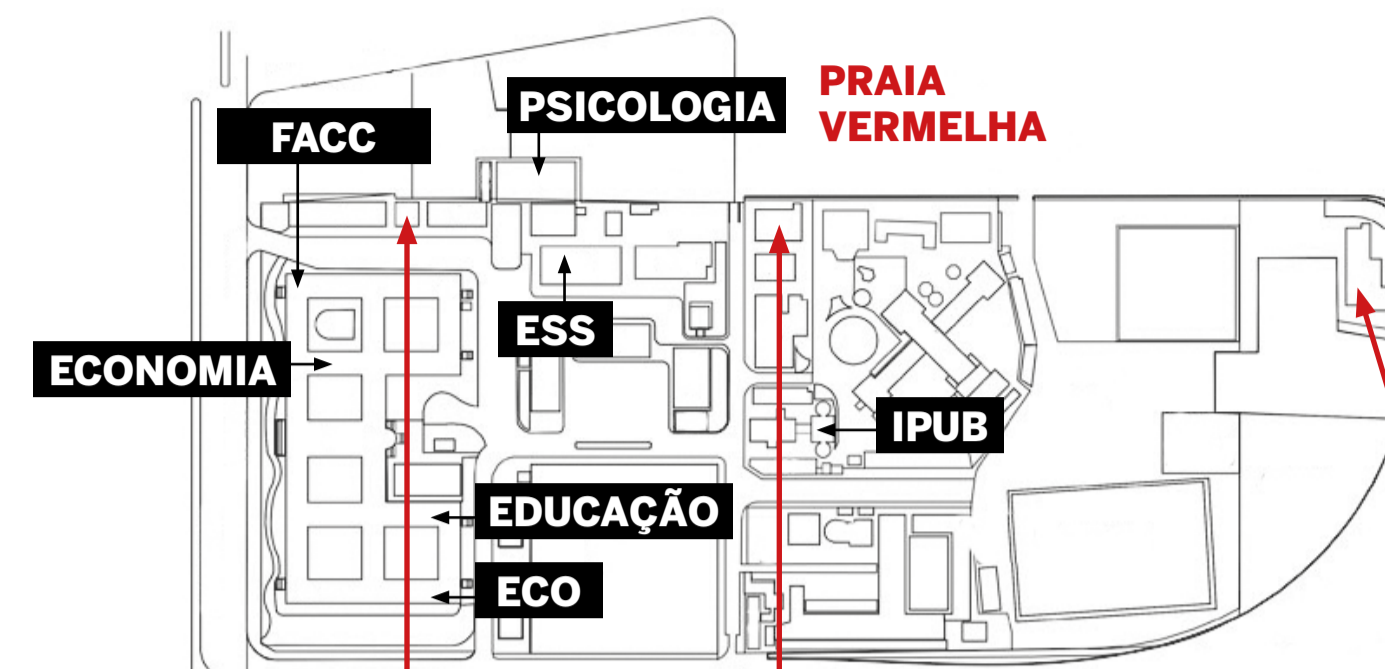 PSICOLOGIA
PRAIA
VERMELHA
FACC
ESS
ECONOMIA
IPUB
EDUCAÇÃO
ECO